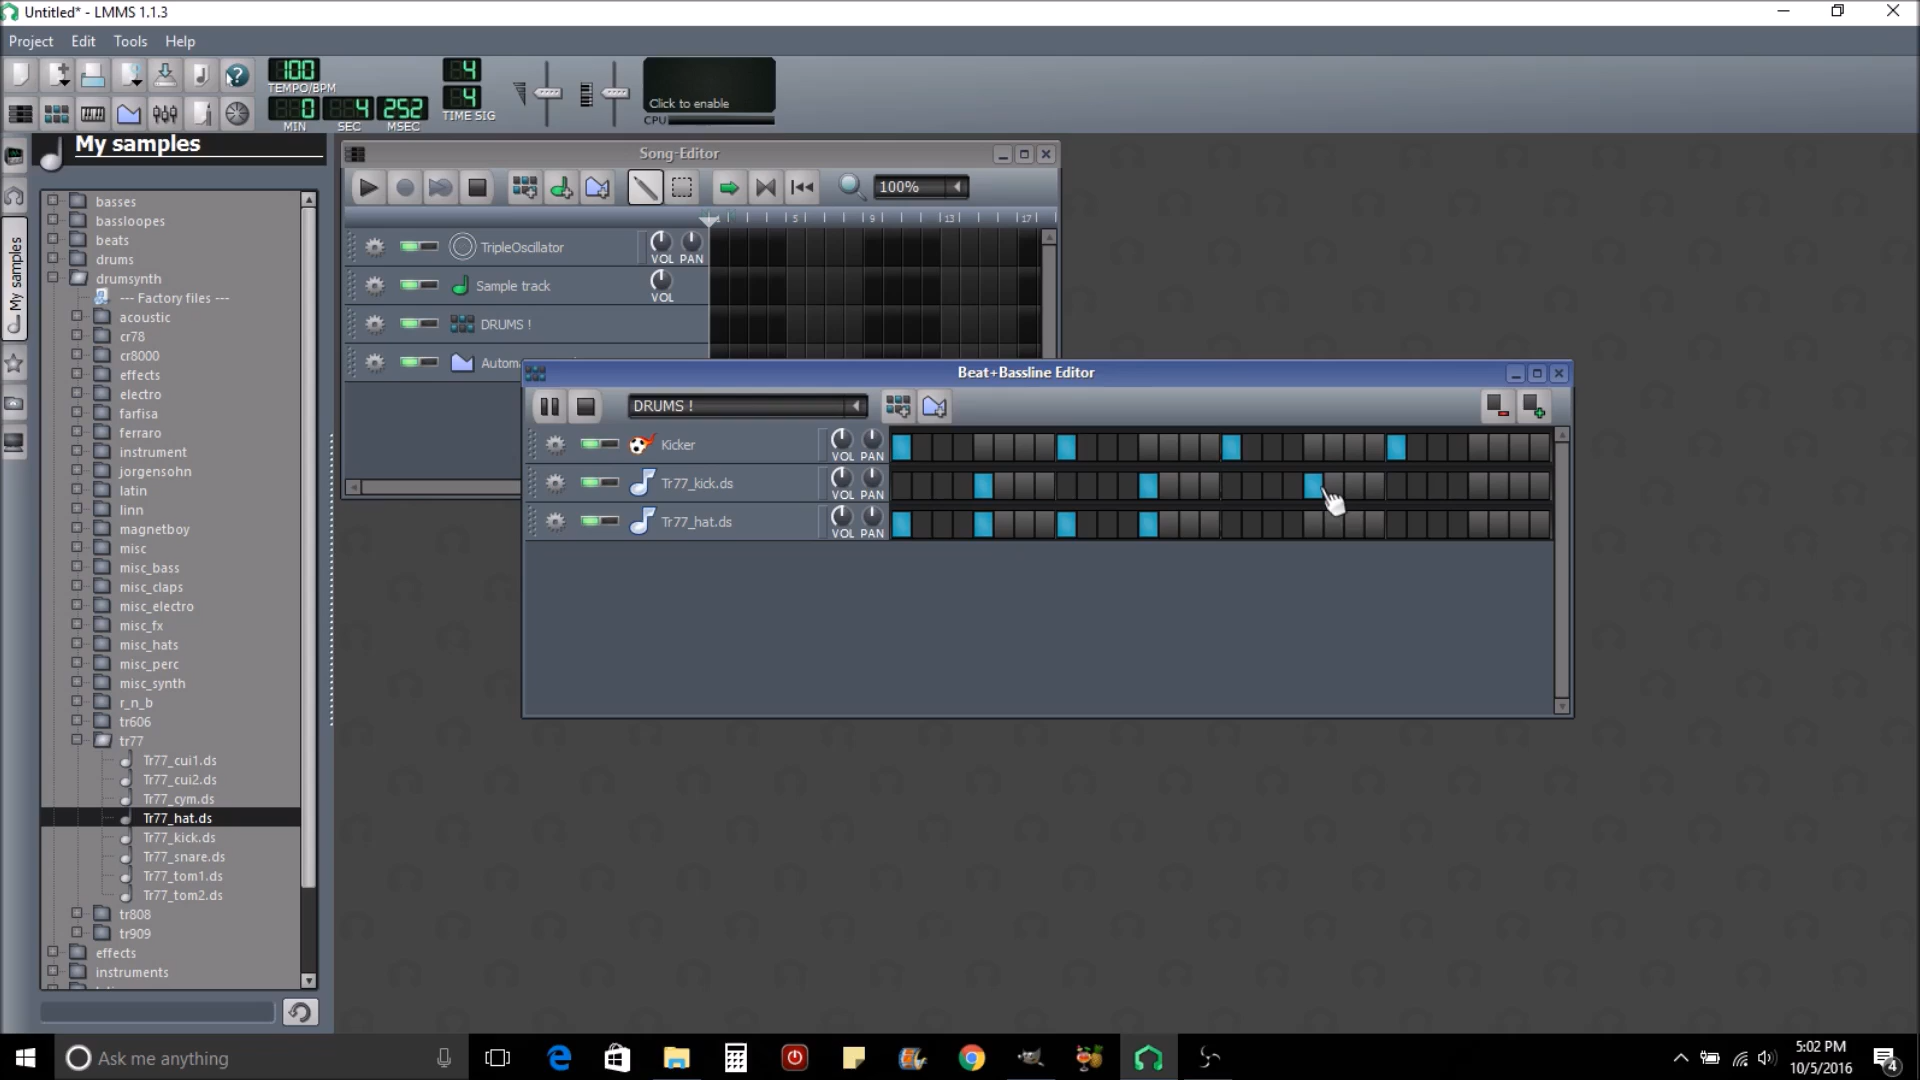 Untitled* - LMMS 1.1.3
Project Edit Tools Help
100
TEMPO/BPM
4
4
TIME SIG
0 4 252
MIN SEC MSEC
Click to enable
CPU
My samples
My samples
basses
bassloopes
beats
drums
drumsynth
--- Factory files ---
acoustic
cr78
cr8000
effects
electro
farfisa
ferraro
instrument
jorgensohn
latin
linn
magnetboy
misc
misc_bass
misc_claps
misc_electro
misc_fx
misc_hats
misc_perc
misc_synth
r_n_b
tr606
tr77
Tr77_cui1.ds
Tr77_cui2.ds
Tr77_cym.ds
Tr77_hat.ds
Tr77_kick.ds
Tr77_snare.ds
Tr77_tom1.ds
Tr77_tom2.ds
tr808
tr909
effects
instruments
Song-Editor
100%
5 9 13 17
TripleOscillator VOL PAN
Sample track VOL
DRUMS !
Autom
Beat+Bassline Editor
DRUMS !
Kicker VOL PAN
Tr77_kick.ds VOL PAN
Tr77_hat.ds VOL PAN
Ask me anything
5:02 PM
10/5/2016
4